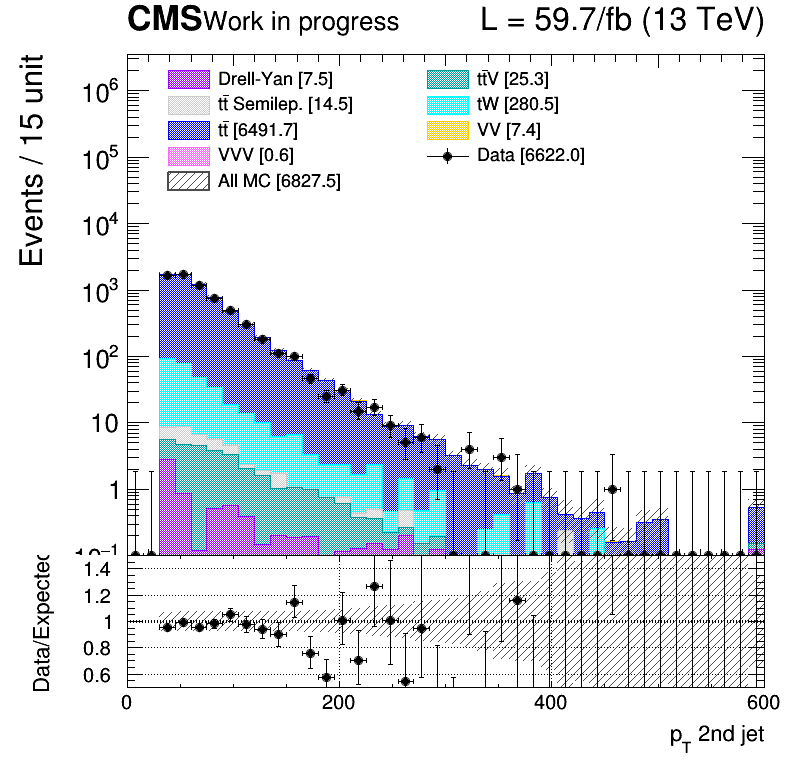 CMS Work in progress L = 59.7/fb (13 TeV)
Events / 15 unit
Drell-Yan [7.5]
tt̄ Semilep. [14.5]
tt̄ [6491.7]
VVV [0.6]
All MC [6827.5]
tt̄V [25.3]
tW [280.5]
VV [7.4]
Data [6622.0]
10⁶
10⁵
10⁴
10³
10²
10
1
10⁻¹
Data/Expected
1.4
1.2
1
0.8
0.6
0 200 400 600
p_T 2nd jet